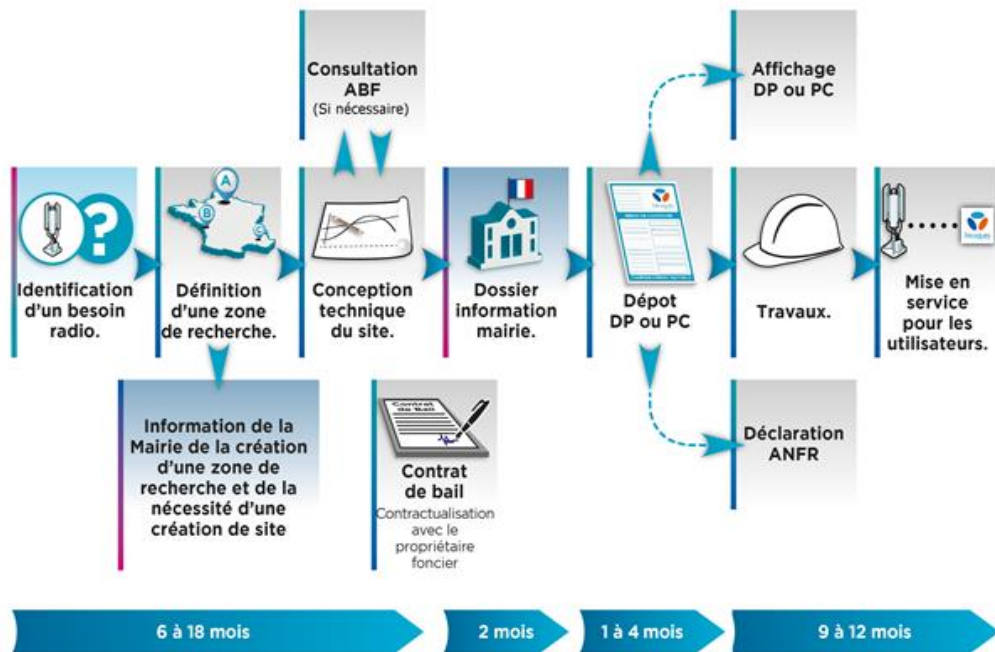 Consultation
ABF
(Si nécessaire)
Affichage
DP ou PC
A
B
C
?
Identification
d'un besoin
radio.
Définition
d'une zone
de recherche.
Conception
technique
du site.
Dossier
information
mairie.
Dépot
DP ou PC
Travaux.
Mise en
service
pour les
utilisateurs.
Information de la
Mairie de la création
d'une zone de
recherche et de la
nécessité d'une
création de site
Contrat
de Bail
Contrat
de bail
Contractualisation
avec le
propriétaire
foncier
Déclaration
ANFR
6 à 18 mois
2 mois
1 à 4 mois
9 à 12 mois